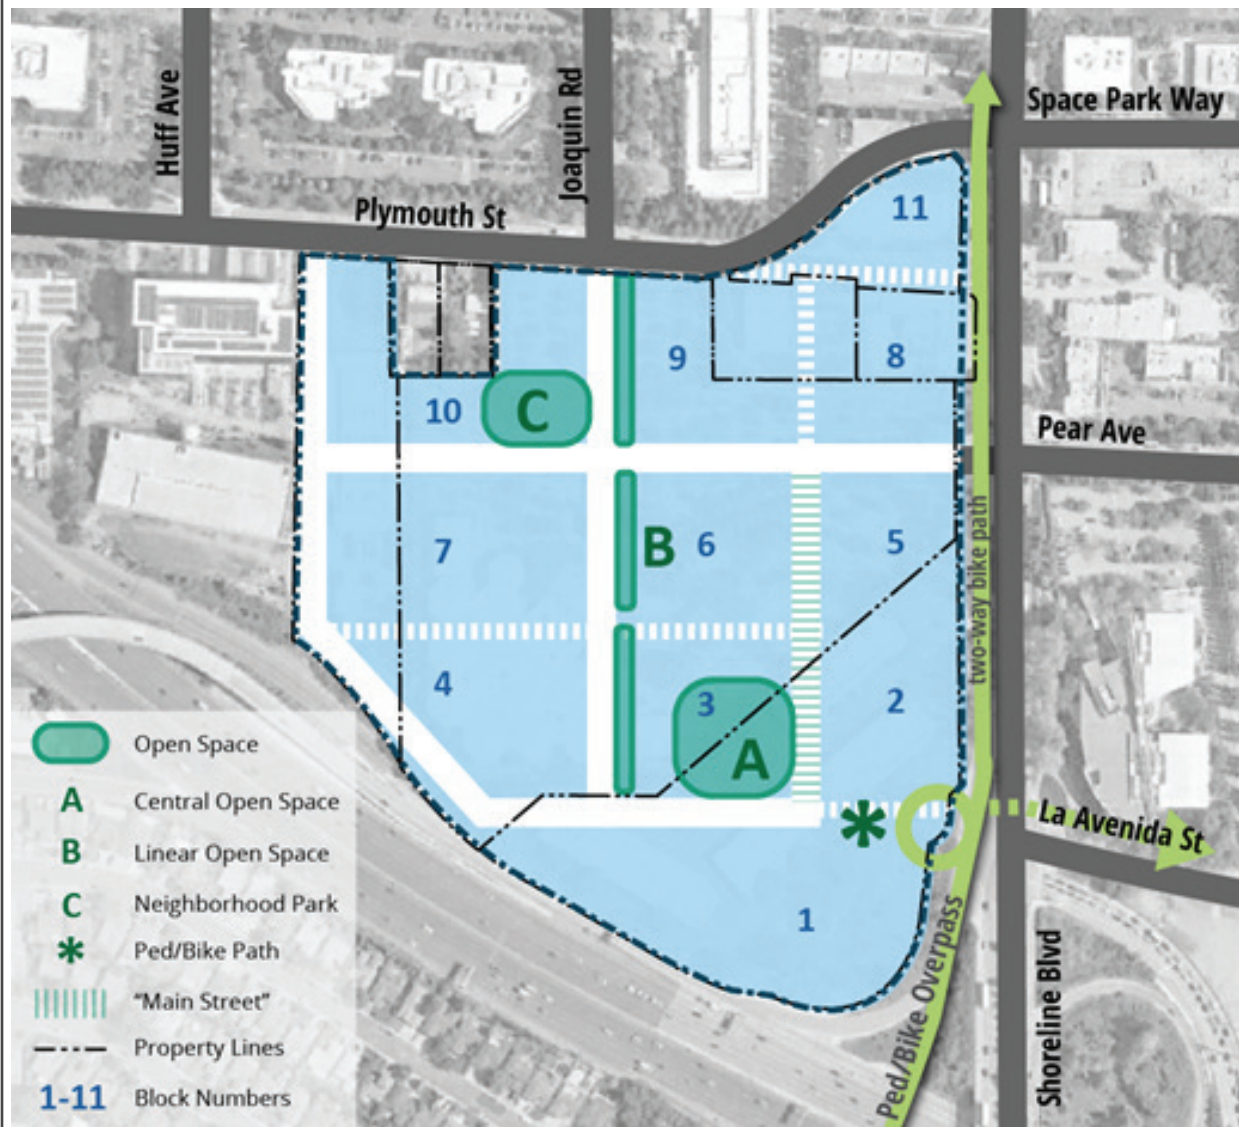 Huff Ave
Joaquin Rd
Space Park Way
Plymouth St
11
9
8
10
C
Pear Ave
7
B
6
5
two-way bike path
4
3
2
A
*
La Avenida St
1
Ped/Bike Overpass
Shoreline Blvd
Open Space
A Central Open Space
B Linear Open Space
C Neighborhood Park
* Ped/Bike Path
“Main Street”
Property Lines
1-11 Block Numbers